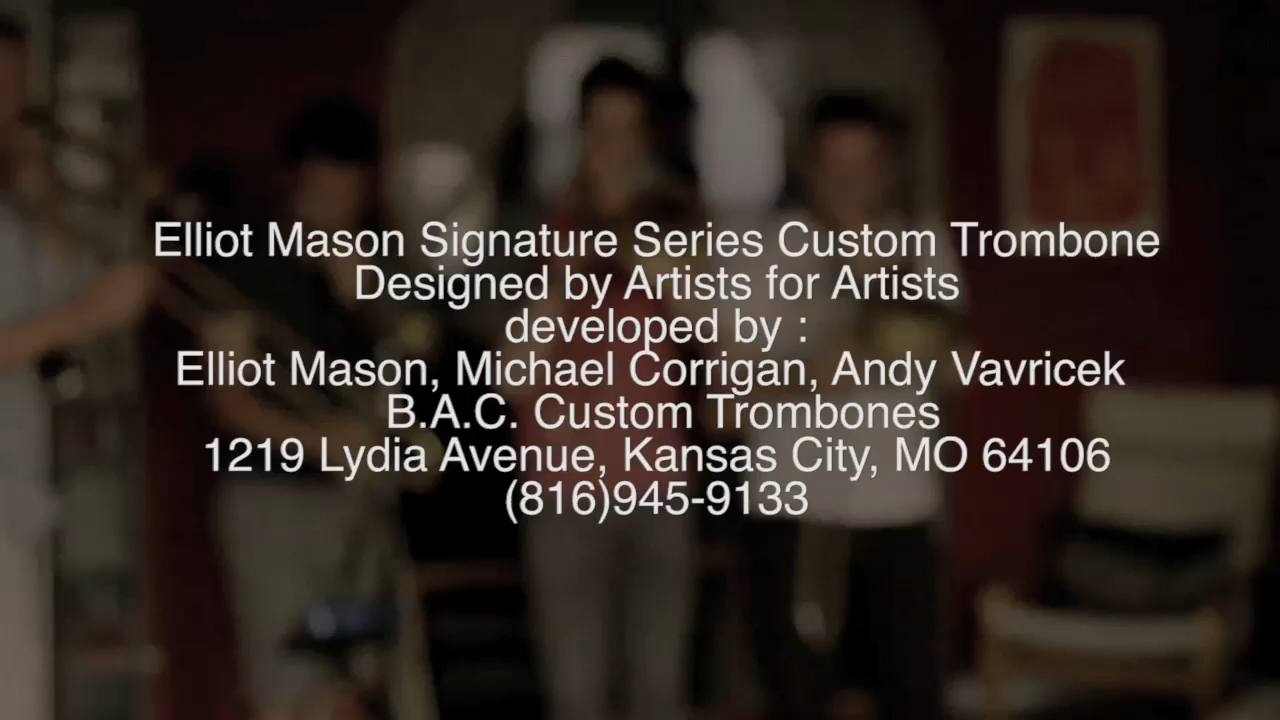 Elliot Mason Signature Series Custom Trombone
Designed by Artists for Artists
developed by :
Elliot Mason, Michael Corrigan, Andy Vavricek
B.A.C. Custom Trombones
1219 Lydia Avenue, Kansas City, MO 64106
(816)945-9133